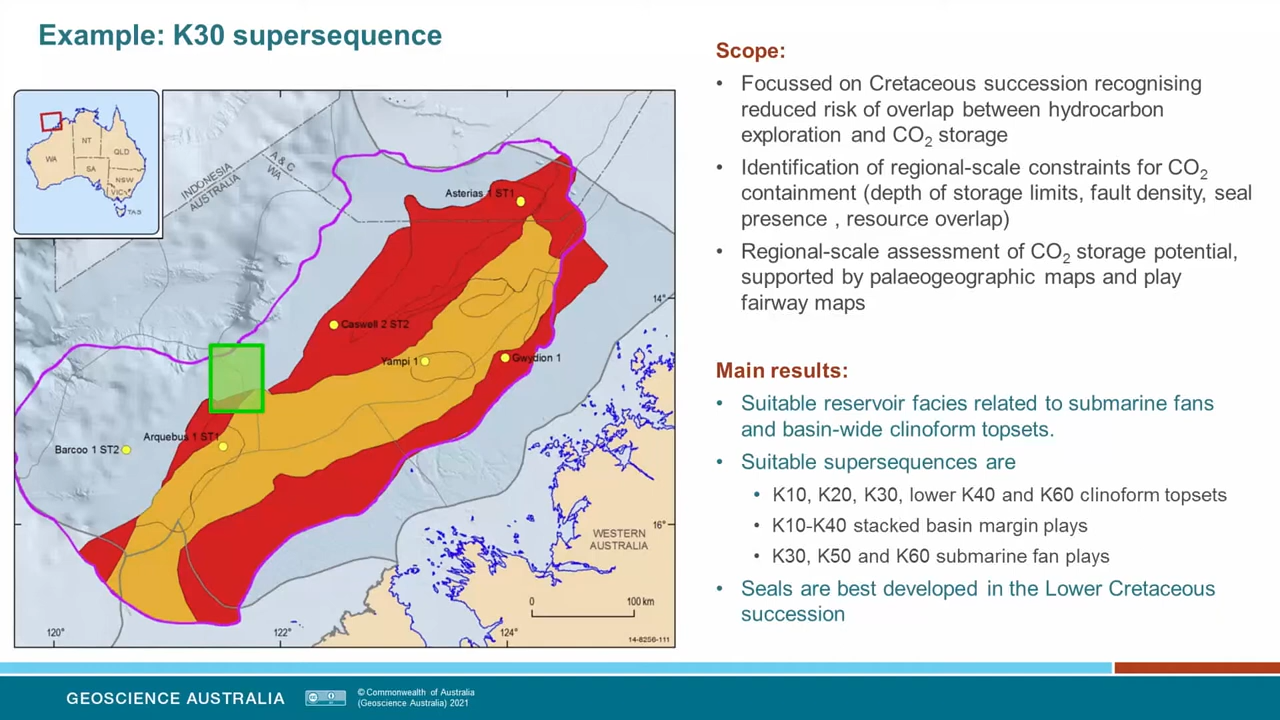 Example: K30 supersequence
NT
WA
QLD
SA
NSW
VIC
TAS
INDONESIA
AUSTRALIA
A & C
WA
Asterias 1 ST1
14°
Caswell 2 ST2
Yampi 1
Gwydion 1
Arquebus 1 ST1
Barcoo 1 ST2
16°
WESTERN
AUSTRALIA
0
100 km
120°
122°
124°
14-8256-111
Scope:
• Focussed on Cretaceous succession recognising
reduced risk of overlap between hydrocarbon
exploration and CO₂ storage
• Identification of regional-scale constraints for CO₂
containment (depth of storage limits, fault density, seal
presence , resource overlap)
• Regional-scale assessment of CO₂ storage potential,
supported by palaeogeographic maps and play
fairway maps
Main results:
• Suitable reservoir facies related to submarine fans
and basin-wide clinoform topsets.
• Suitable supersequences are
• K10, K20, K30, lower K40 and K60 clinoform topsets
• K10-K40 stacked basin margin plays
• K30, K50 and K60 submarine fan plays
• Seals are best developed in the Lower Cretaceous
succession
GEOSCIENCE AUSTRALIA
© Commonwealth of Australia
(Geoscience Australia) 2021